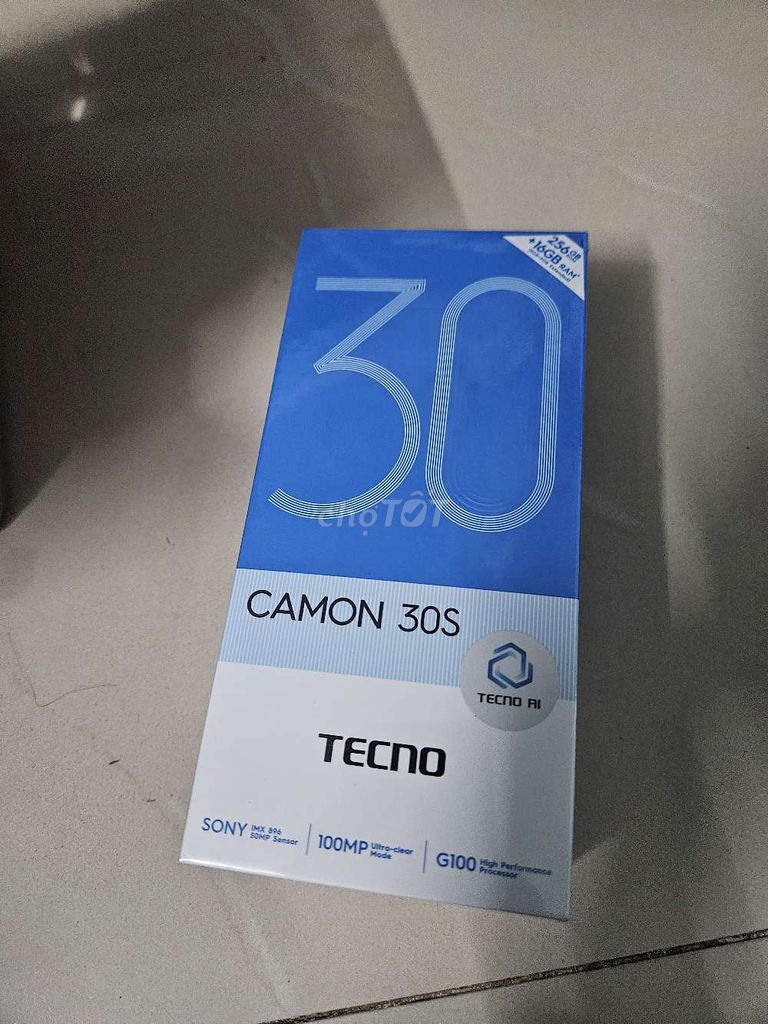 256GB
+16GB RAM*
30
chợTỐT
CAMON 30S
TECNO AI
TECNO
SONY IMX 896
50MP Sensor
100MP Ultra-clear
Mode
G100 High Performance
Processor